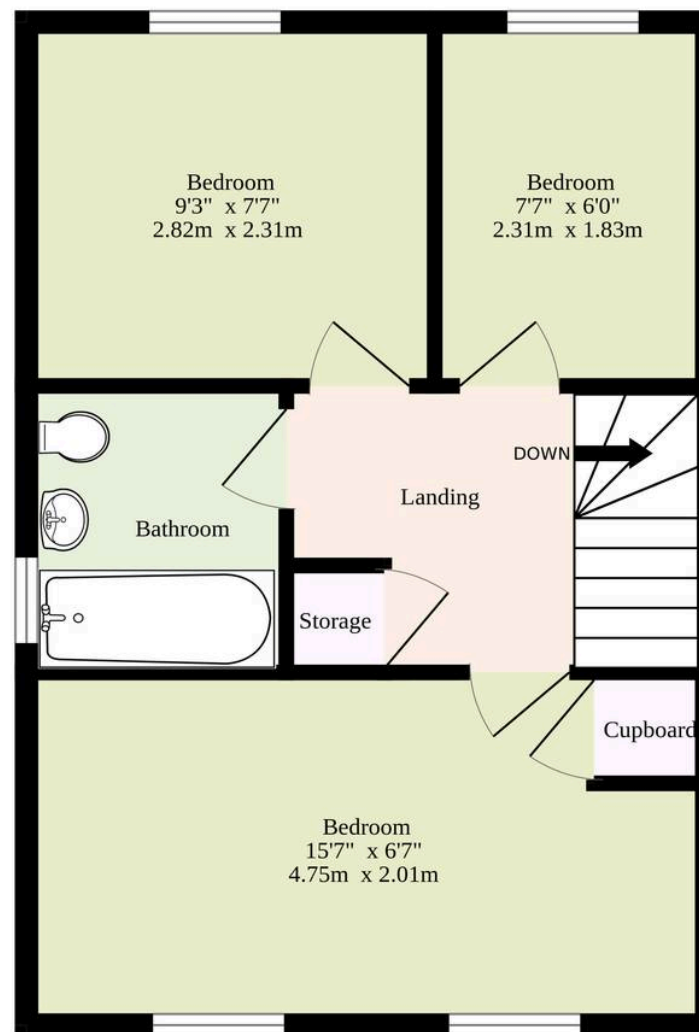 Bedroom
9'3" x 7'7"
2.82m x 2.31m
Bedroom
7'7" x 6'0"
2.31m x 1.83m
DOWN
Landing
Bathroom
Storage
Cupboard
Bedroom
15'7" x 6'7"
4.75m x 2.01m